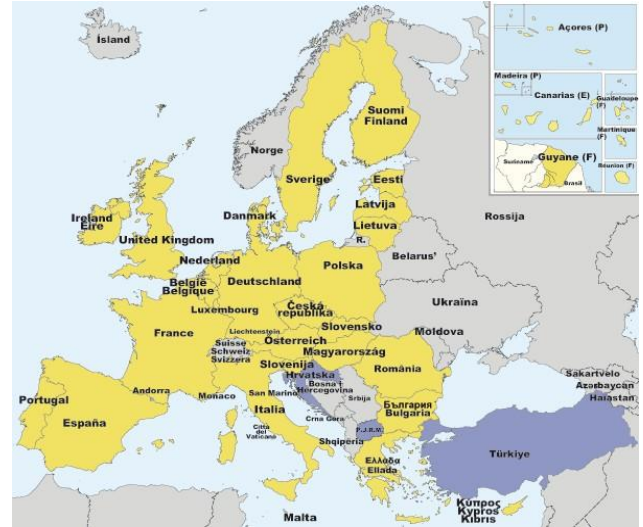 Ísland
Açores (P)
Madeira (P)
Canarias (E)
Guadeloupe
(F)
Martinique
(F)
Guyane (F)
Suriname
Brasil
Réunion (F)
Suomi
Finland
Norge
Sverige
Eesti
Latvija
Lietuva
R.
Rossija
Danmark
Ireland
Éire
United Kingdom
Nederland
België
Belgique
Deutschland
Polska
Belarus'
Luxembourg
Česká
republika
Ukraïna
Slovensko
Moldova
France
Liechtenstein
Österreich
Suisse
Schweiz
Svizzera
Magyarország
Slovenija
România
Hrvatska
Bosna i
Hercegovina
Srbija
Andorra
Monaco
San Marino
Portugal
España
Italia
Città
del
Vaticano
Crna Gora
България
Bulgaria
P.J.R.M.
Shqipëria
Ελλάδα
Ellada
Türkiye
Sakartvelo
Azərbaycan
Haïastan
Malta
Κύπρος
Kypros
Kıbrıs